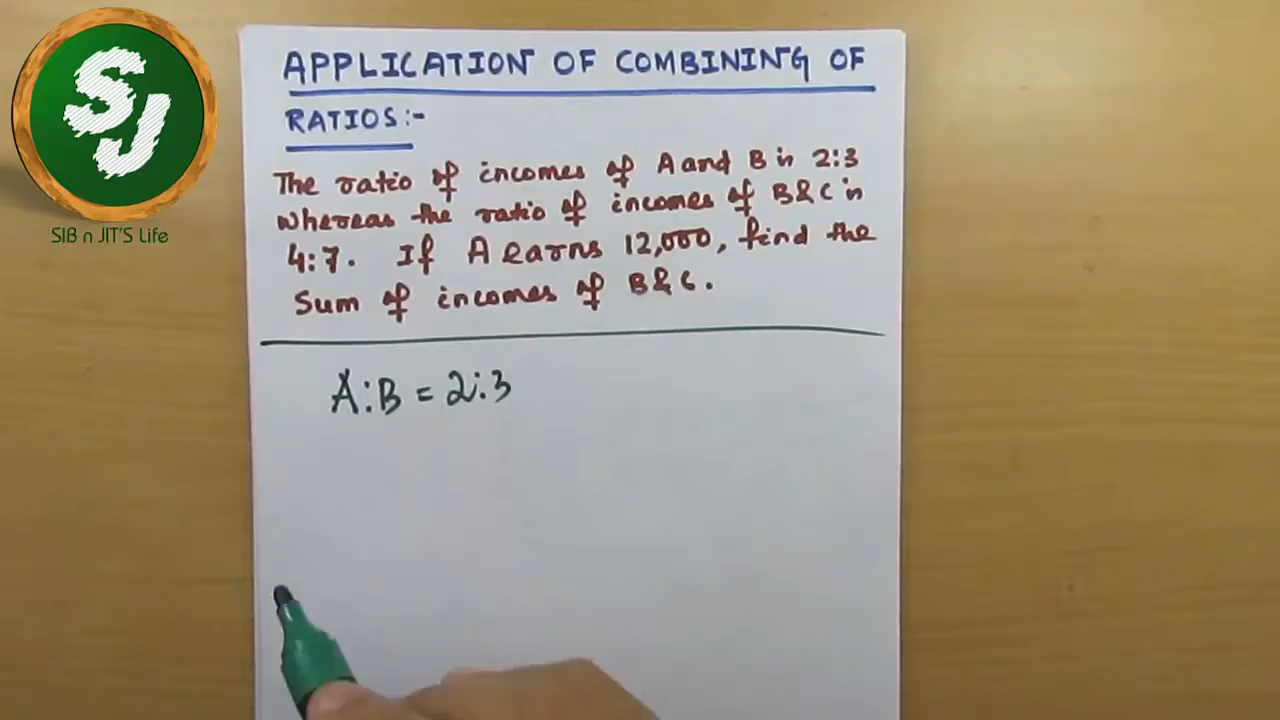 SJ
SIB n JIT'S Life
APPLICATION OF COMBINING OF
RATIOS:-
The ratio of incomes of A and B is 2:3
whereas the ratio of incomes of B & C is
4:7. If A earns 12,000, find the
Sum of incomes of B & C.
A:B = 2:3